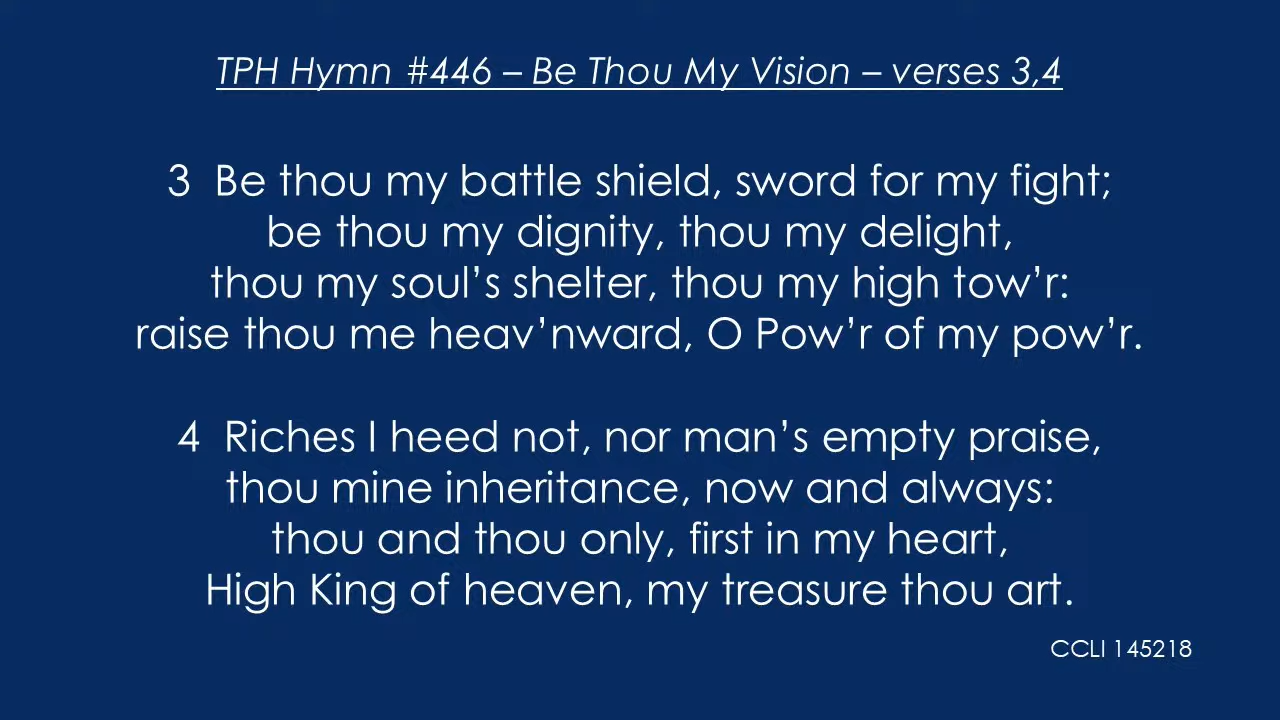 TPH Hymn #446 – Be Thou My Vision – verses 3,4
3 Be thou my battle shield, sword for my fight;
be thou my dignity, thou my delight,
thou my soul’s shelter, thou my high tow’r:
raise thou me heav’nward, O Pow’r of my pow’r.
4 Riches I heed not, nor man’s empty praise,
thou mine inheritance, now and always:
thou and thou only, first in my heart,
High King of heaven, my treasure thou art.
CCLI 145218